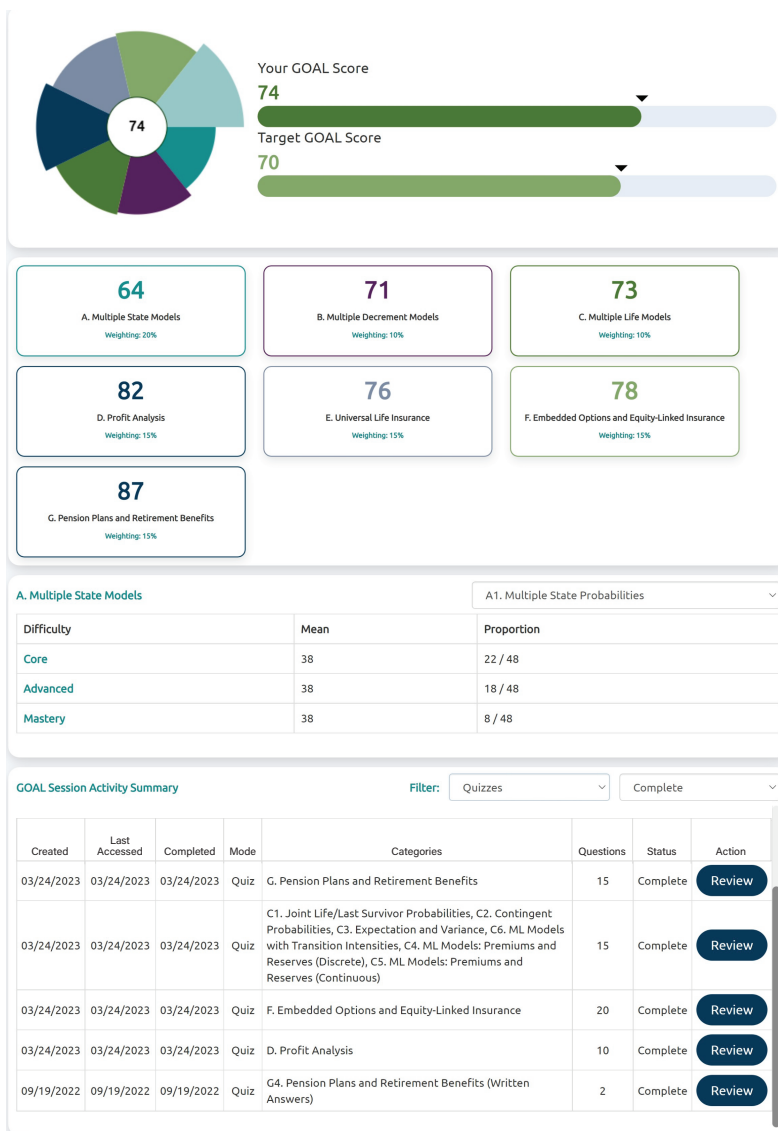 74
Your GOAL Score
74
Target GOAL Score
70
64
A. Multiple State Models
Weighting: 20%
71
B. Multiple Decrement Models
Weighting: 10%
73
C. Multiple Life Models
Weighting: 10%
82
D. Profit Analysis
Weighting: 15%
76
E. Universal Life Insurance
Weighting: 15%
78
F. Embedded Options and Equity-Linked Insurance
Weighting: 15%
87
G. Pension Plans and Retirement Benefits
Weighting: 15%
A. Multiple State Models
A1. Multiple State Probabilities
Difficulty Mean Proportion
Core 38 22 / 48
Advanced 38 18 / 48
Mastery 38 8 / 48
GOAL Session Activity Summary Filter: Quizzes Complete
Created Last Accessed Completed Mode Categories Questions Status Action
03/24/2023 03/24/2023 03/24/2023 Quiz G. Pension Plans and Retirement Benefits 15 Complete Review
C1. Joint Life/Last Survivor Probabilities, C2. Contingent
Probabilities, C3. Expectation and Variance, C6. ML Models
03/24/2023 03/24/2023 03/24/2023 Quiz with Transition Intensities, C4. ML Models: Premiums and 15 Complete Review
Reserves (Discrete), C5. ML Models: Premiums and
Reserves (Continuous)
03/24/2023 03/24/2023 03/24/2023 Quiz F. Embedded Options and Equity-Linked Insurance 20 Complete Review
03/24/2023 03/24/2023 03/24/2023 Quiz D. Profit Analysis 10 Complete Review
09/19/2022 09/19/2022 09/19/2022 Quiz G4. Pension Plans and Retirement Benefits (Written 2 Complete Review
Answers)